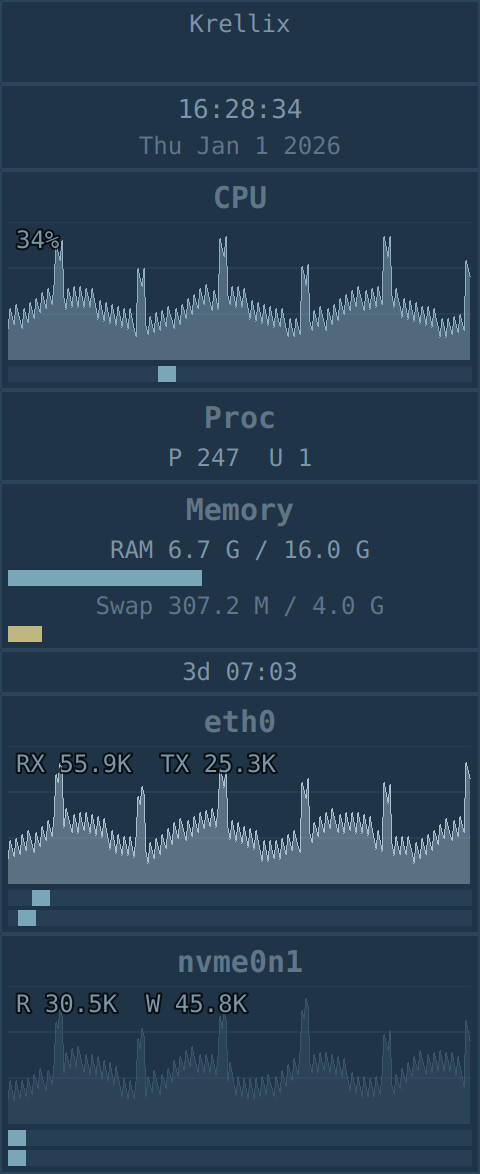 Krellix
16:28:34
Thu Jan 1 2026
CPU
34%
Proc
P 247 U 1
Memory
RAM 6.7 G / 16.0 G
Swap 307.2 M / 4.0 G
3d 07:03
eth0
RX 55.9K TX 25.3K
nvme0n1
R 30.5K W 45.8K